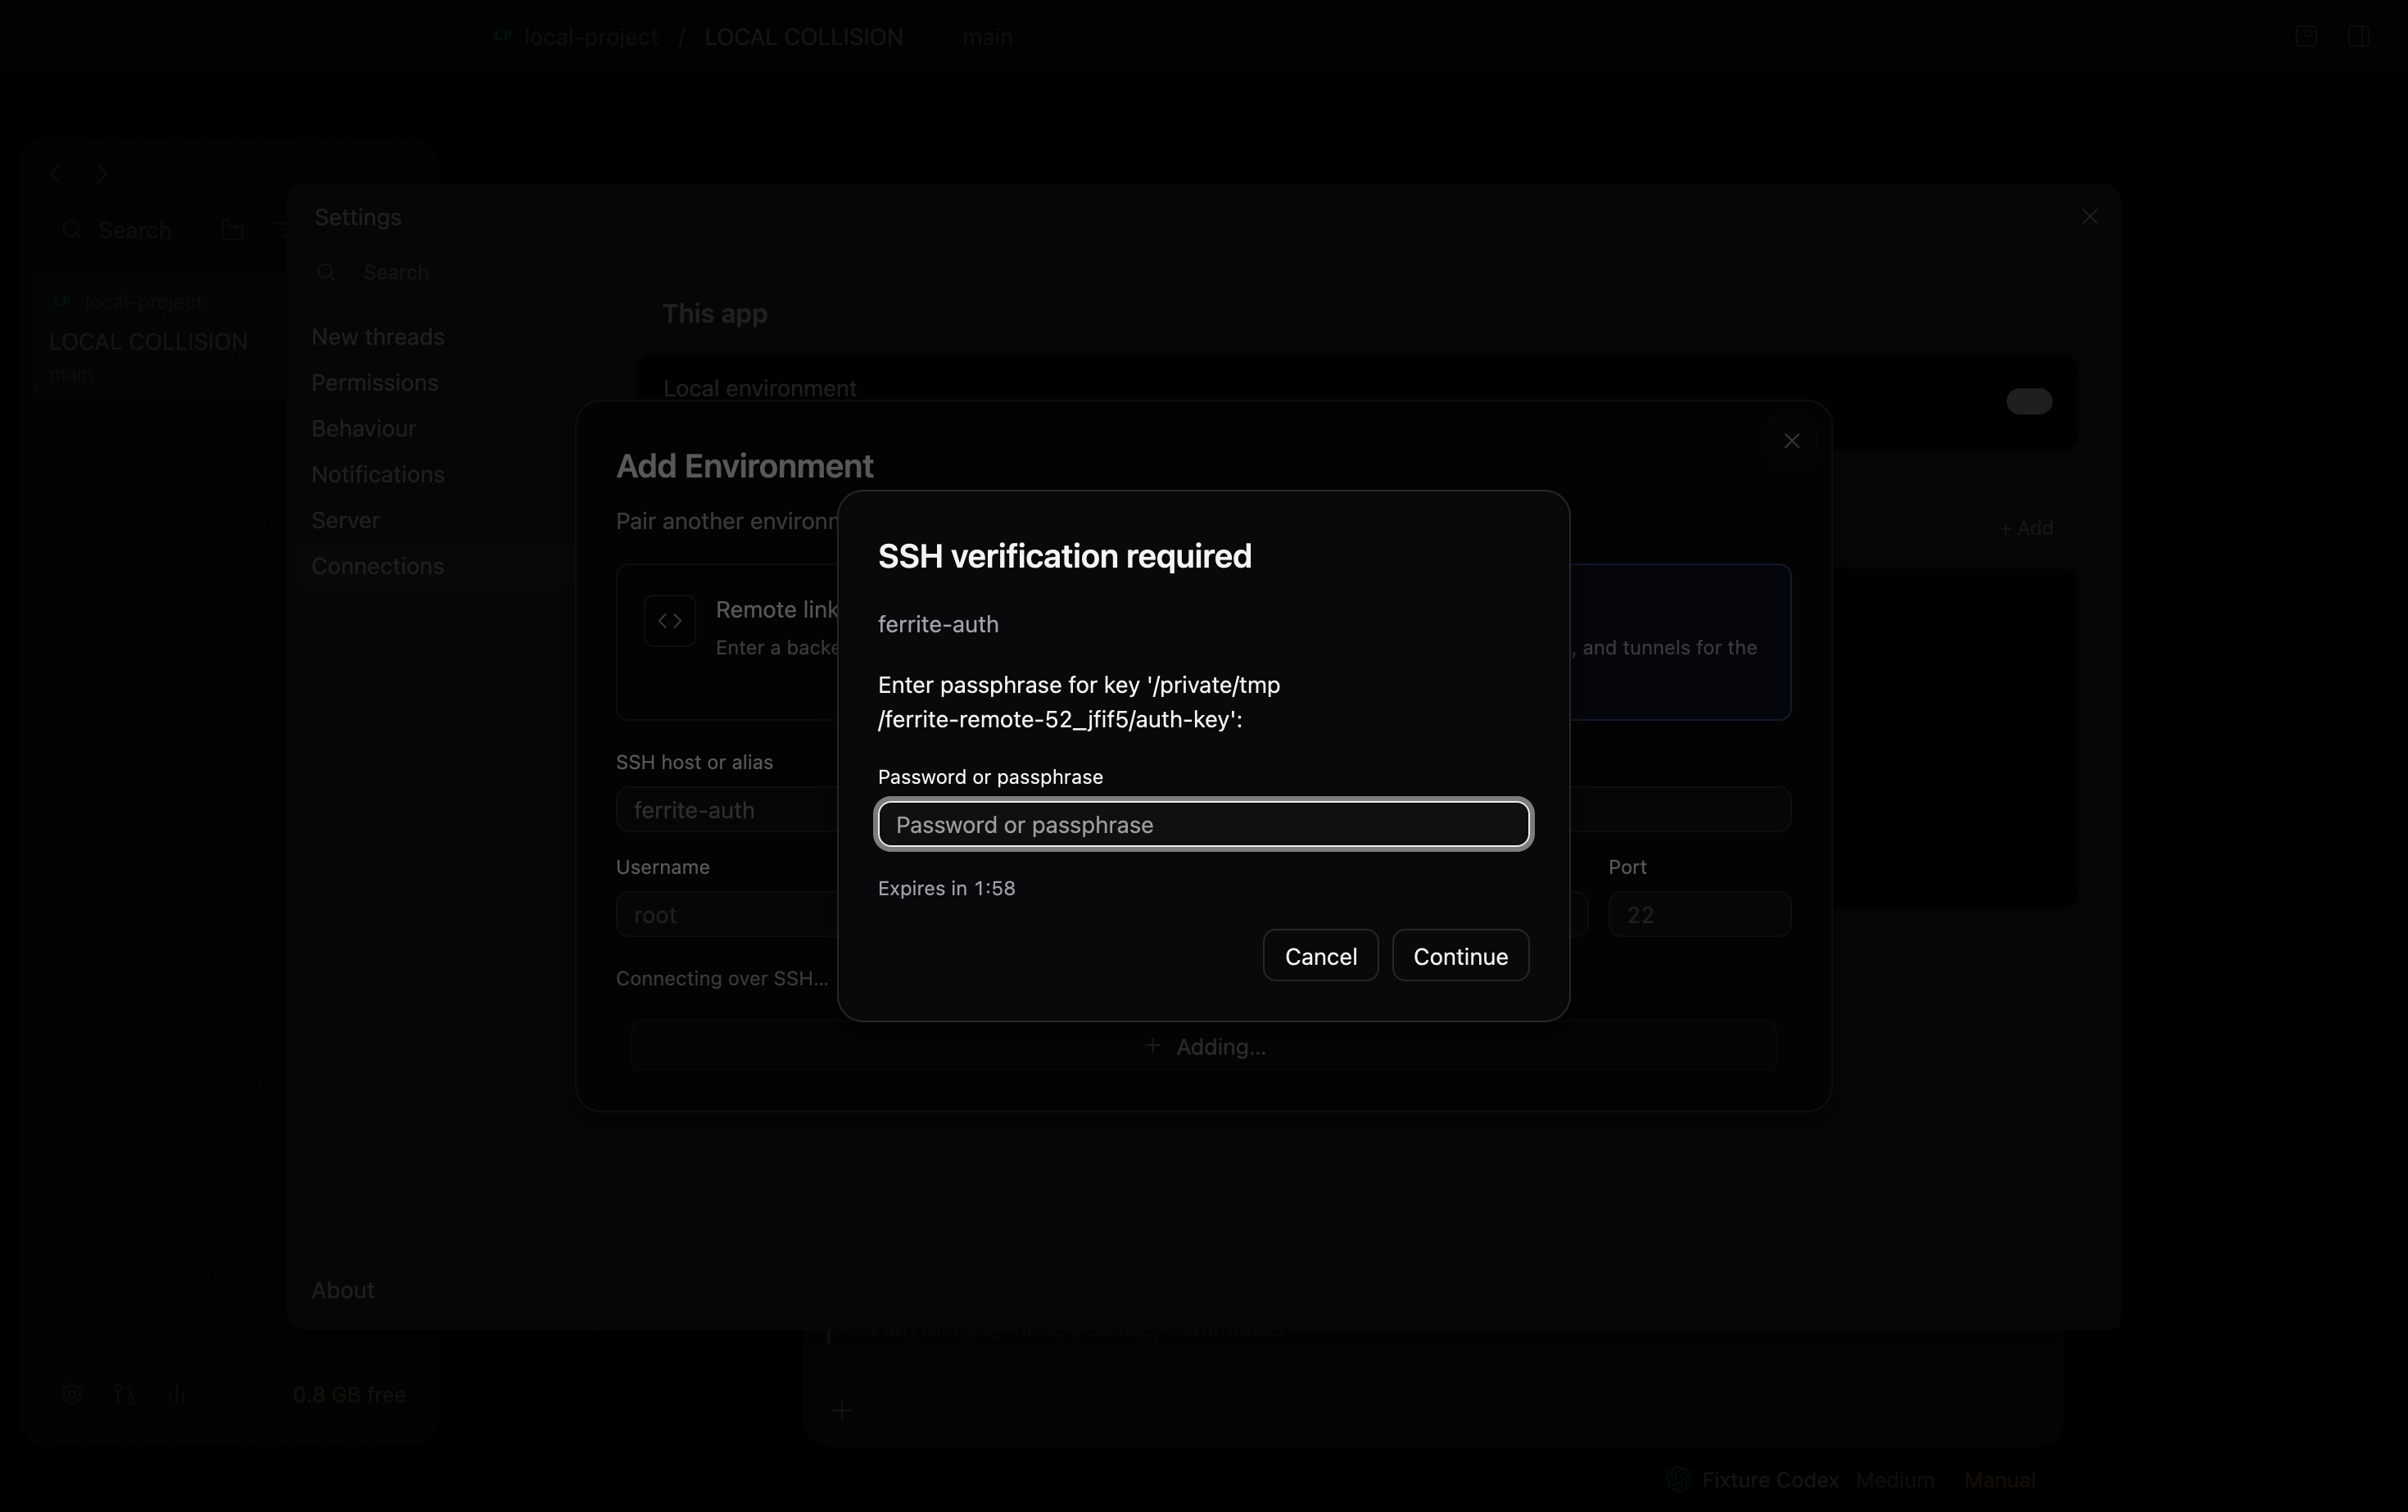 LP local-project / LOCAL COLLISION main
Search
LP local-project
LOCAL COLLISION
main
0.8 GB free
Settings
Search
New threads
Permissions
Behaviour
Notifications
Server
Connections
About
This app
Local environment
+ Add
Add Environment
Pair another environ
Remote link
Enter a backe
, and tunnels for the
SSH host or alias
ferrite-auth
Username
root
Port
22
Connecting over SSH...
+ Adding...
SSH verification required
ferrite-auth
Enter passphrase for key '/private/tmp
/ferrite-remote-52_jfif5/auth-key':
Password or passphrase
Password or passphrase
Expires in 1:58
Cancel
Continue
Fixture Codex Medium Manual